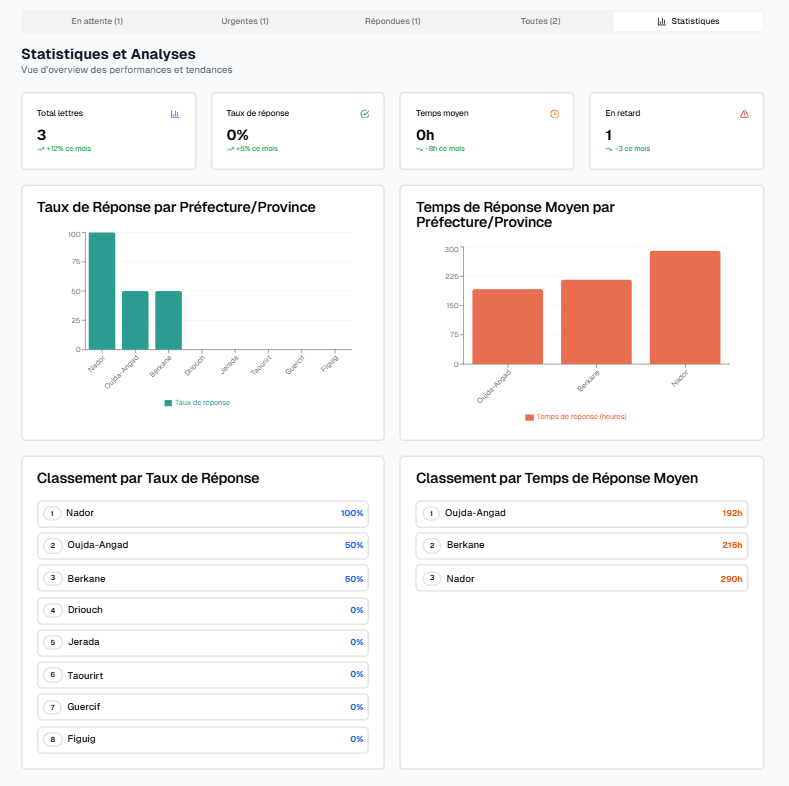 En attente (1)
Urgentes (1)
Répondues (1)
Toutes (2)
Statistiques
Statistiques et Analyses
Vue d'overview des performances et tendances
Total lettres
3
+12% ce mois
Taux de réponse
0%
+5% ce mois
Temps moyen
0h
-8h ce mois
En retard
1
-3 ce mois
Taux de Réponse par Préfecture/Province
100
75
50
25
0
Nador
Oujda-Angad
Berkane
Driouch
Jerada
Taourirt
Guercif
Figuig
Taux de réponse
Temps de Réponse Moyen par
Préfecture/Province
300
225
150
75
0
Oujda-Angad
Berkane
Nador
Temps de réponse (heures)
Classement par Taux de Réponse
1 Nador 100%
2 Oujda-Angad 50%
3 Berkane 50%
4 Driouch 0%
5 Jerada 0%
6 Taourirt 0%
7 Guercif 0%
8 Figuig 0%
Classement par Temps de Réponse Moyen
1 Oujda-Angad 192h
2 Berkane 216h
3 Nador 290h